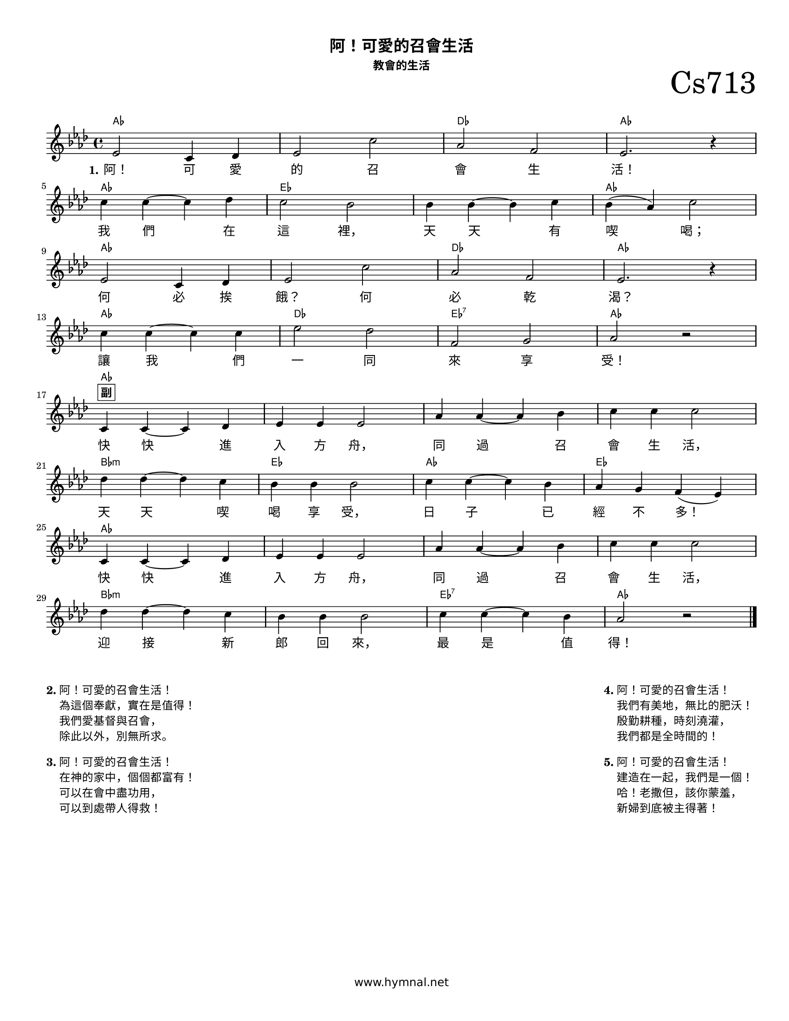 阿！可愛的召會生活
教會的生活
Cs713
A♭ D♭ A♭
1. 阿！ 可 愛 的 召 會 生 活！
5 A♭ E♭ A♭
我 們 在 這 裡， 天 天 有 喫 喝；
9 A♭ D♭ A♭
何 必 挨 餓？ 何 必 乾 渴？
13 A♭ D♭ E♭7 A♭
讓 我 們 一 同 來 享 受！
A♭
17 副
快 快 進 入 方 舟， 同 過 召 會 生 活，
21 B♭m E♭ A♭ E♭
天 天 喫 喝 享 受， 日 子 已 經 不 多！
25 A♭
快 快 進 入 方 舟， 同 過 召 會 生 活，
29 B♭m E♭7 A♭
迎 接 新 郎 回 來， 最 是 值 得！
2. 阿！可愛的召會生活！
為這個奉獻，實在是值得！
我們愛基督與召會，
除此以外，別無所求。
3. 阿！可愛的召會生活！
在神的家中，個個都富有！
可以在會中盡功用，
可以到處帶人得救！
4. 阿！可愛的召會生活！
我們有美地，無比的肥沃！
殷勤耕種，時刻澆灌，
我們都是全時間的！
5. 阿！可愛的召會生活！
建造在一起，我們是一個！
哈！老撒但，該你蒙羞，
新婦到底被主得著！
www.hymnal.net